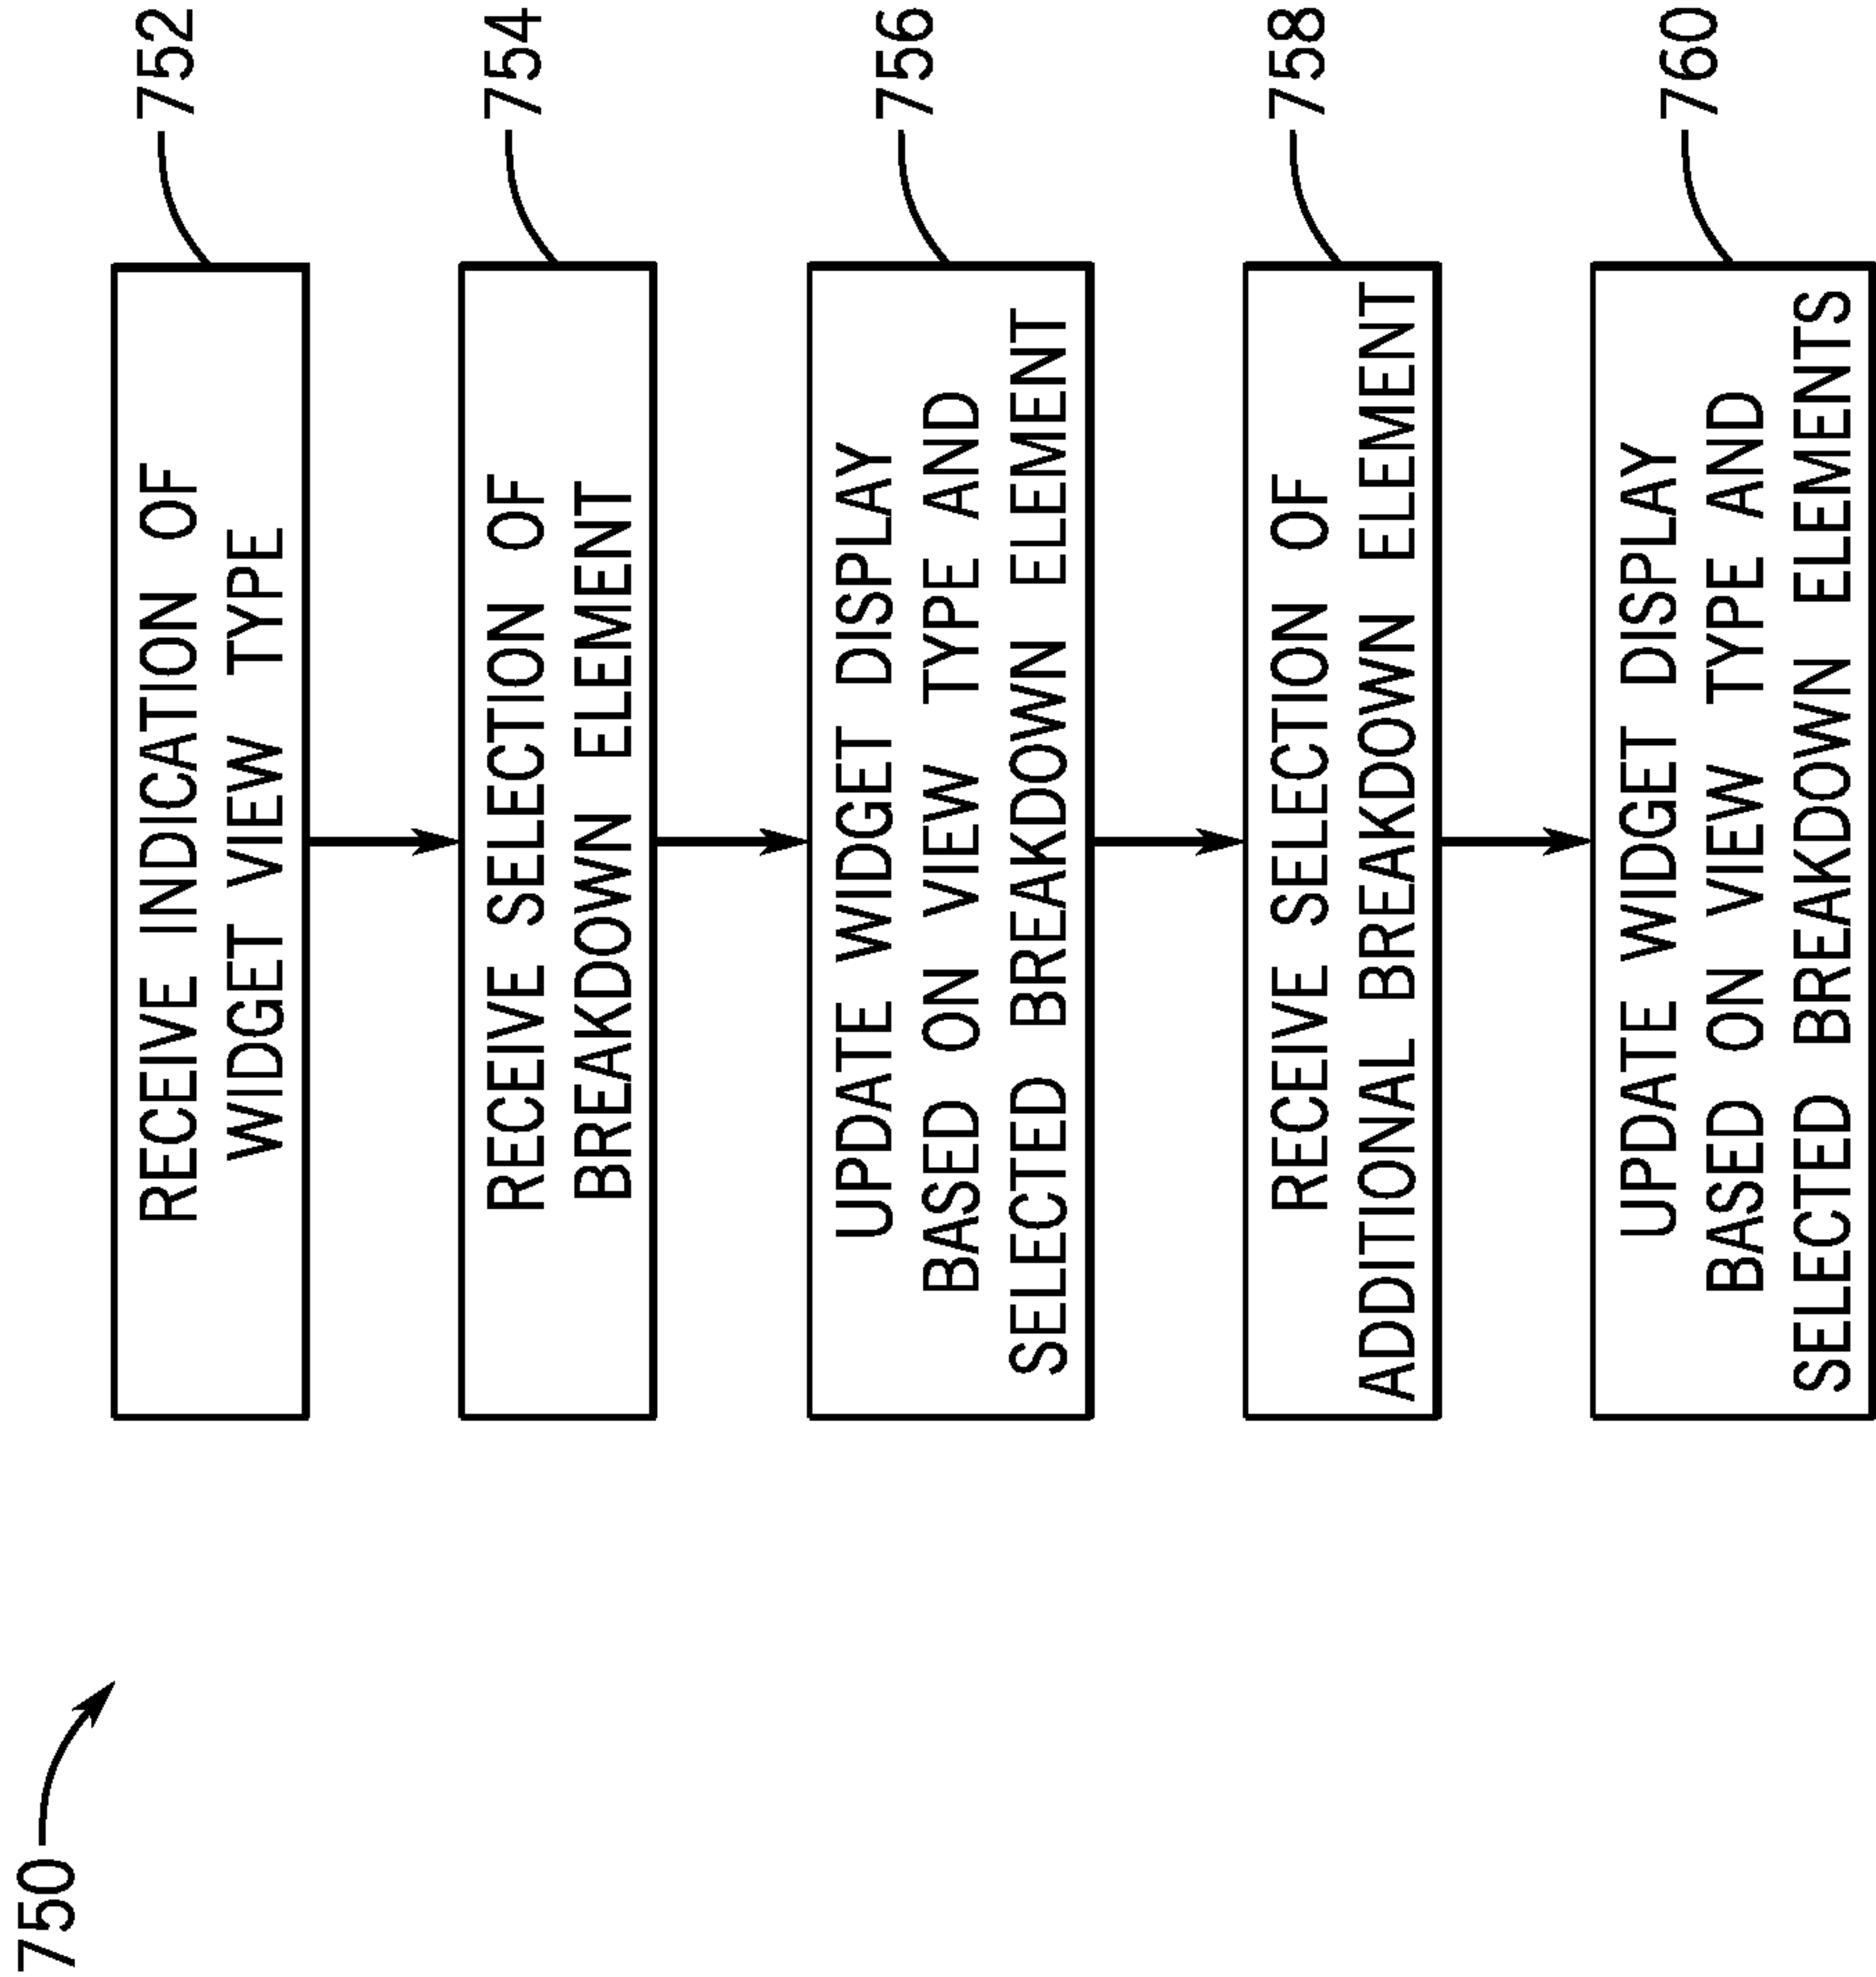 750
RECEIVE INDICATION OF
WIDGET VIEW TYPE
752
RECEIVE SELECTION OF
BREAKDOWN ELEMENT
754
UPDATE WIDGET DISPLAY
BASED ON VIEW TYPE AND
SELECTED BREAKDOWN ELEMENT
756
RECEIVE SELECTION OF
ADDITIONAL BREAKDOWN ELEMENT
758
UPDATE WIDGET DISPLAY
BASED ON VIEW TYPE AND
SELECTED BREAKDOWN ELEMENTS
760